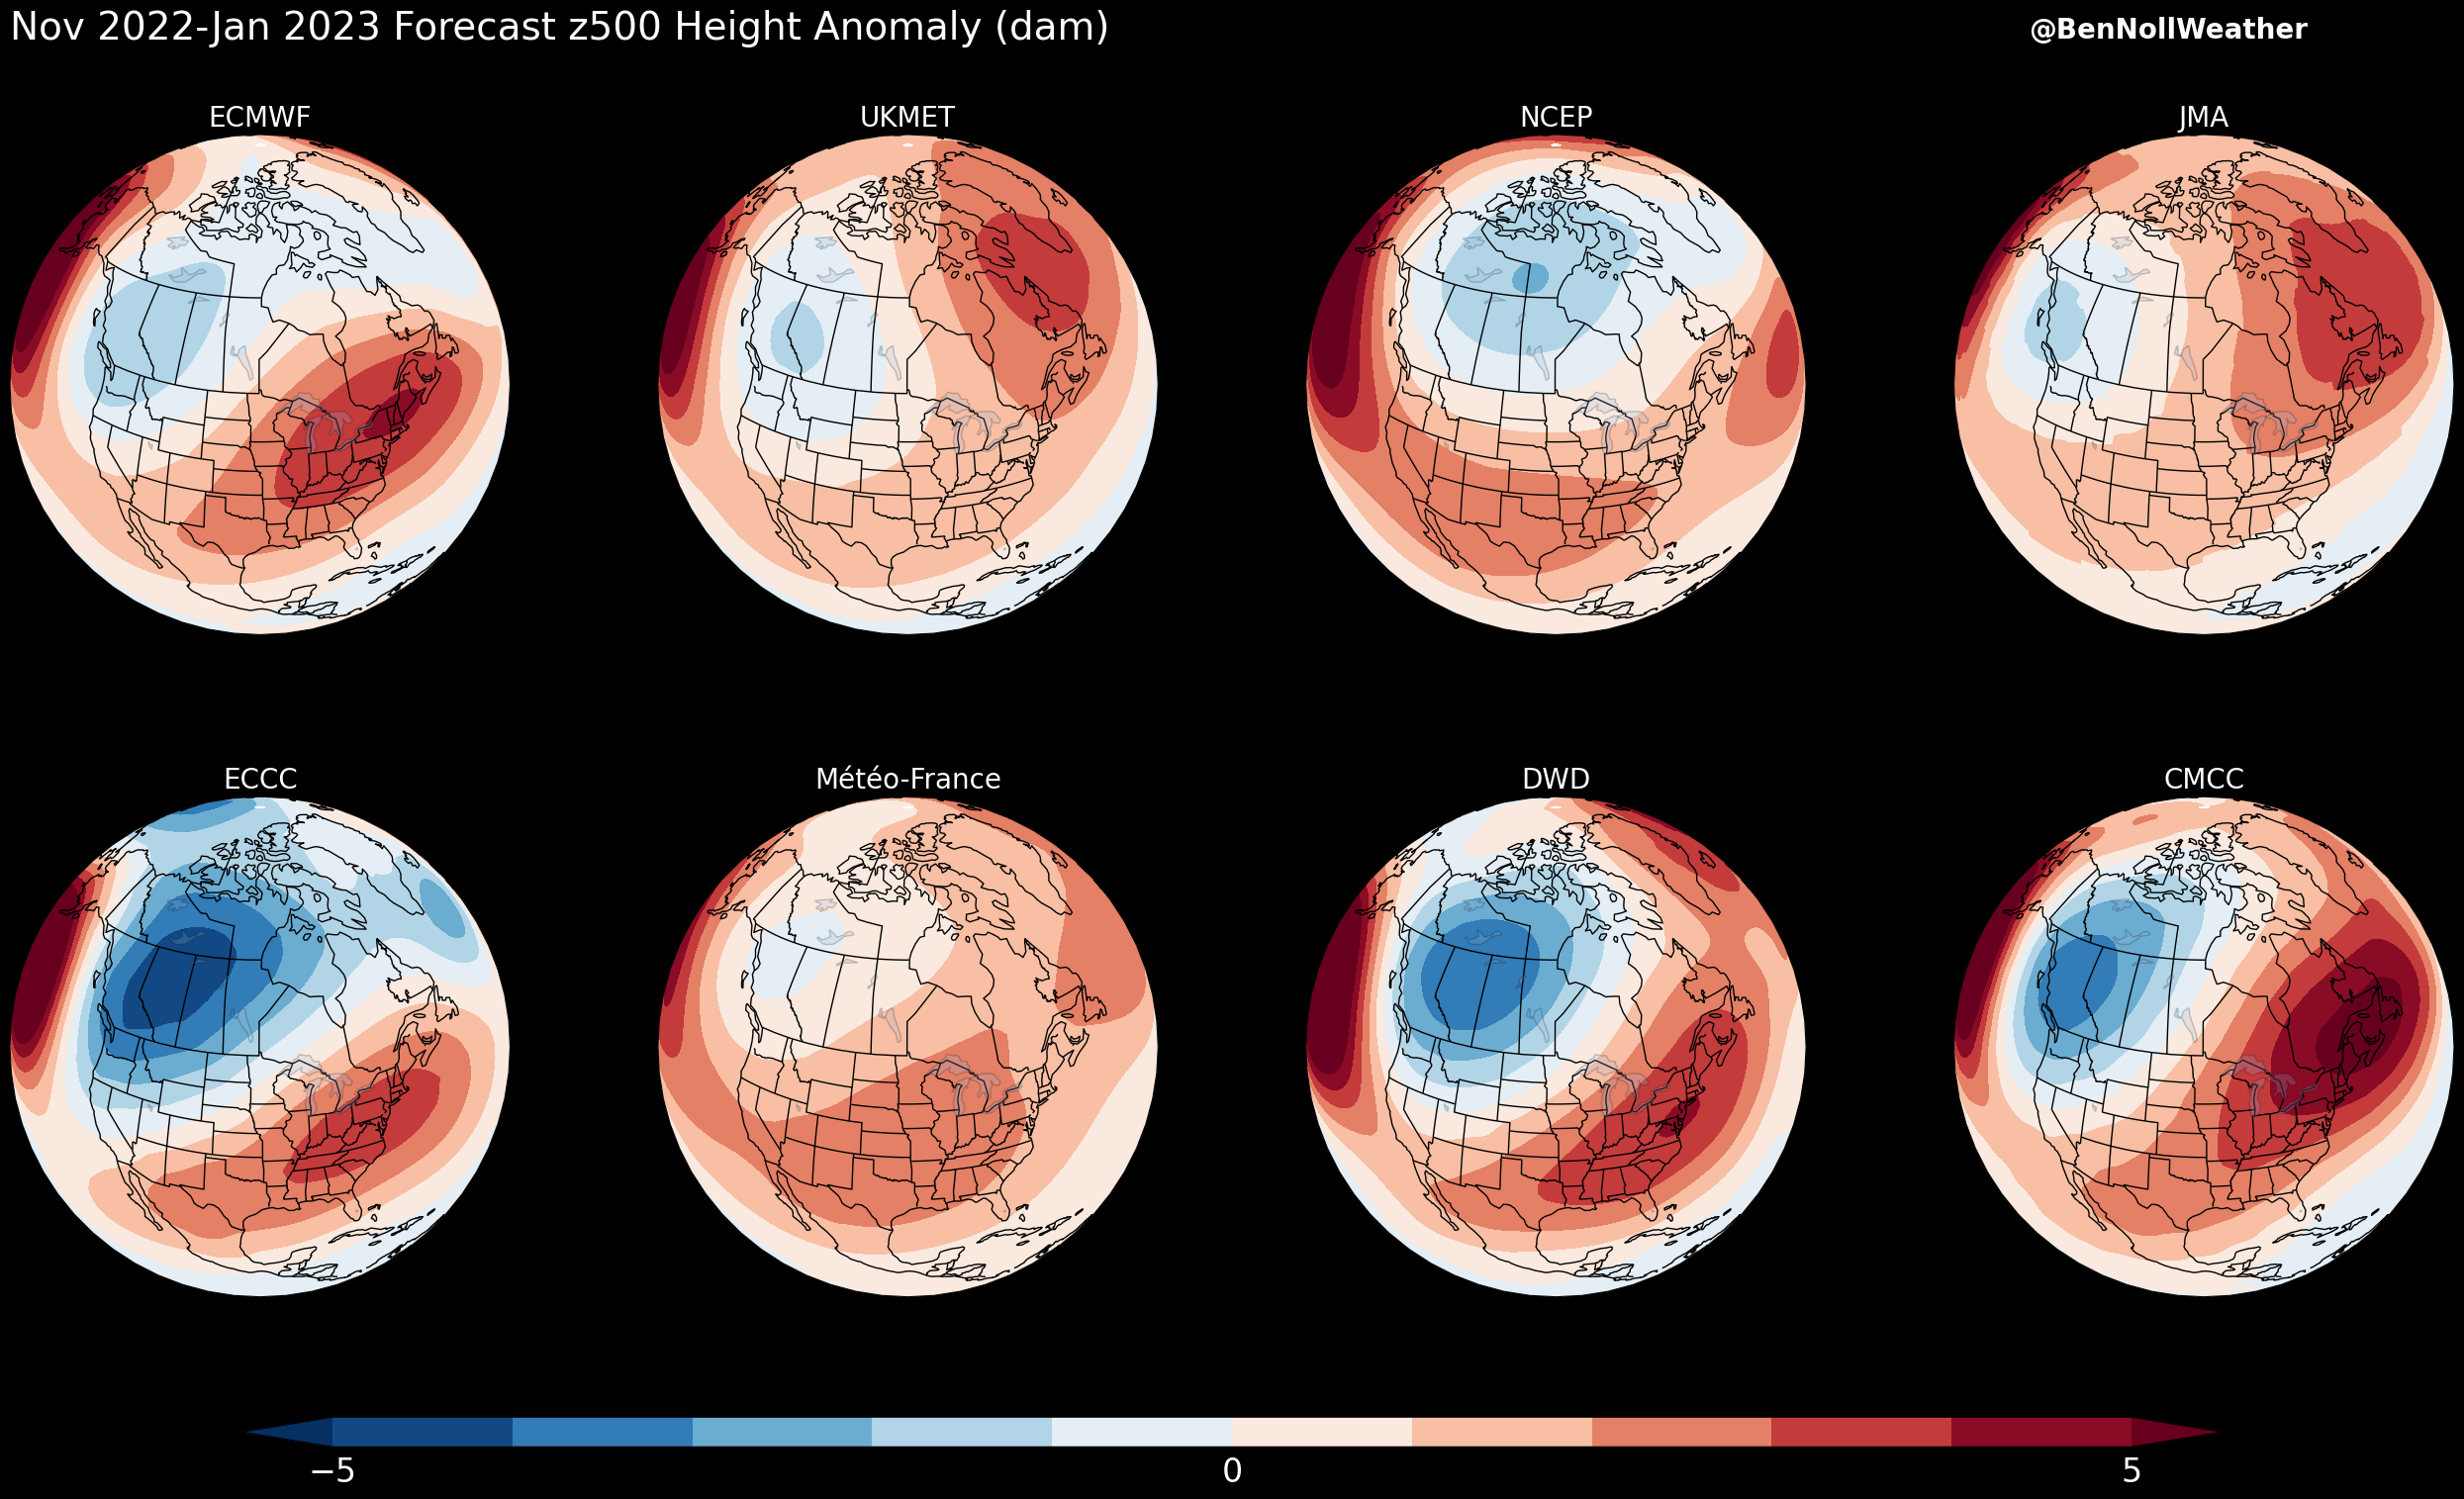 Nov 2022-Jan 2023 Forecast z500 Height Anomaly (dam)
@BenNollWeather
ECMWF
UKMET
NCEP
JMA
ECCC
Météo-France
DWD
CMCC
−5
0
5